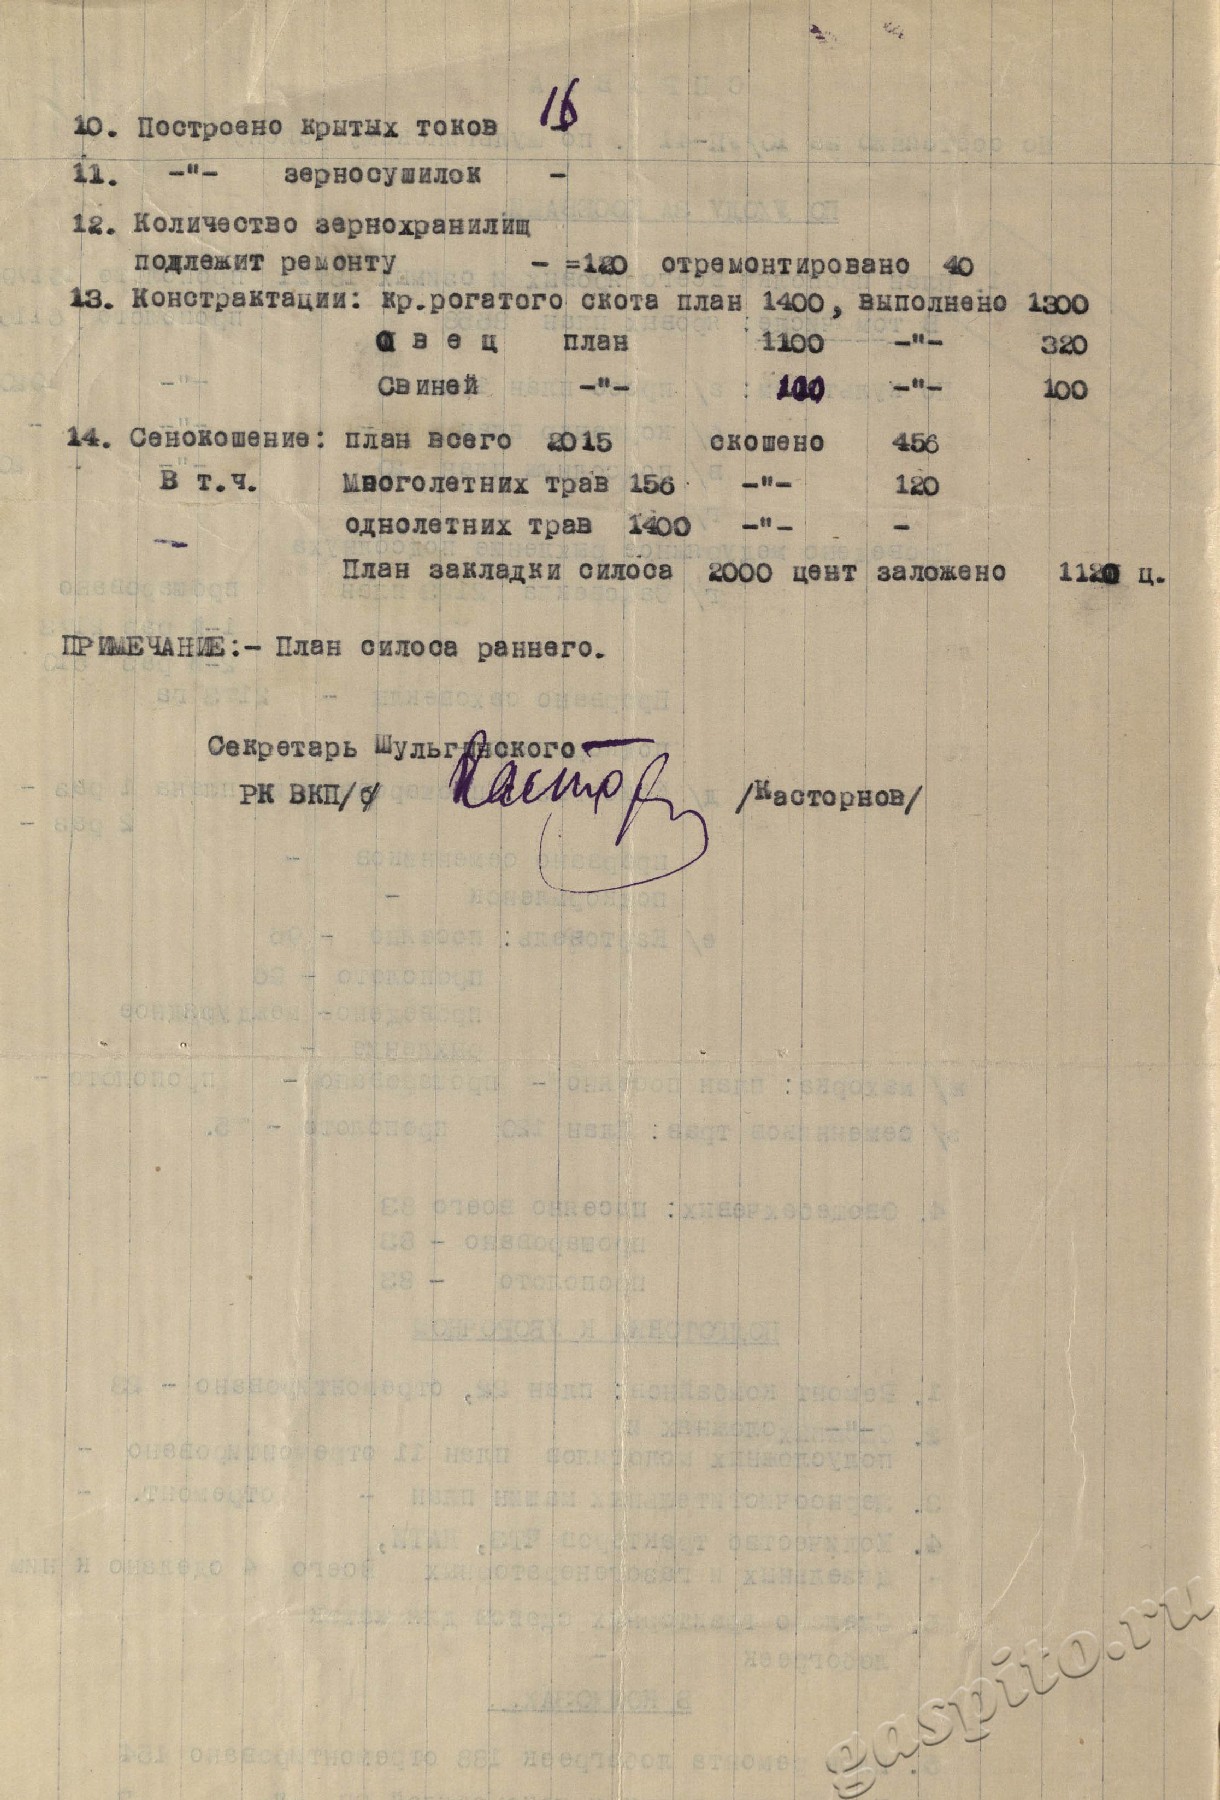 10. Построено крытых токов 16
11. -"- зерносушилок -
12. Количество зернохранилищ
подлежит ремонту - =120 отремонтировано 40
13. Констрактации: кр.рогатого скота план 1400, выполнено 1300
О в е ц план 1100 -"- 320
Свиней -"- 100 -"- 100
14. Сенокошение: план всего 2015 скошено 456
В т.ч. Многолетних трав 156 -"- 120
однолетних трав 1400 -"- -
План закладки силоса 2000 цент заложено 1120 ц.
ПРИМЕЧАНИЕ:- План силоса раннего.
Секретарь Шульгинского
РК ВКП/б/ Кастор /Касторнов/
gaspito.ru